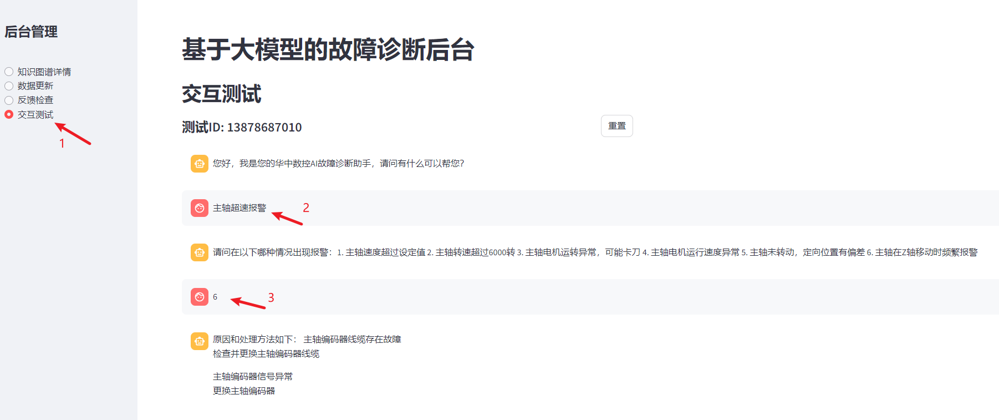 后台管理
知识图谱详情
数据更新
反馈检查
交互测试
1
基于大模型的故障诊断后台
交互测试
测试ID: 13878687010
重置
您好，我是您的华中数控AI故障诊断助手，请问有什么可以帮您？
主轴超速报警
2
请问在以下哪种情况出现报警：1. 主轴速度超过设定值 2. 主轴转速超过6000转 3. 主轴电机运转异常，可能卡刀 4. 主轴电机运行速度异常 5. 主轴未转动，定向位置有偏差 6. 主轴在Z轴移动时频繁报警
6
3
原因和处理方法如下： 主轴编码器线缆存在故障
检查并更换主轴编码器线缆
主轴编码器信号异常
更换主轴编码器